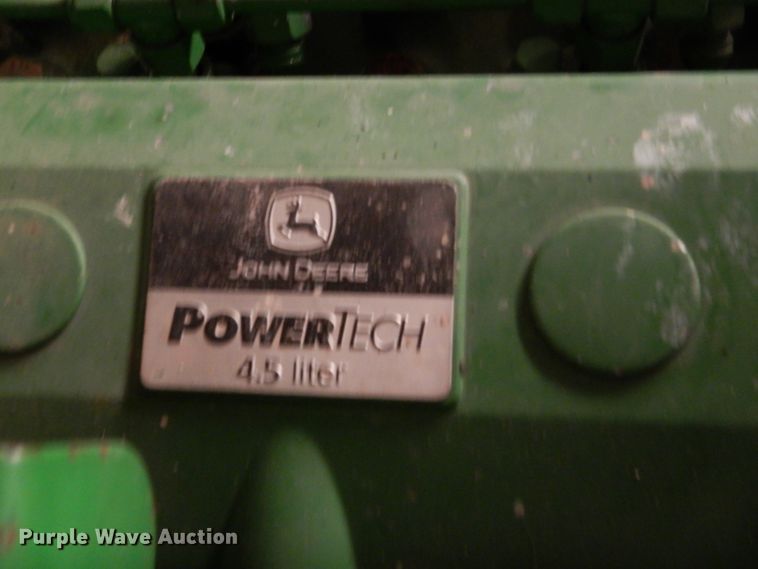 JOHN DEERE
POWERTECH
4.5 liter
Purple Wave Auction